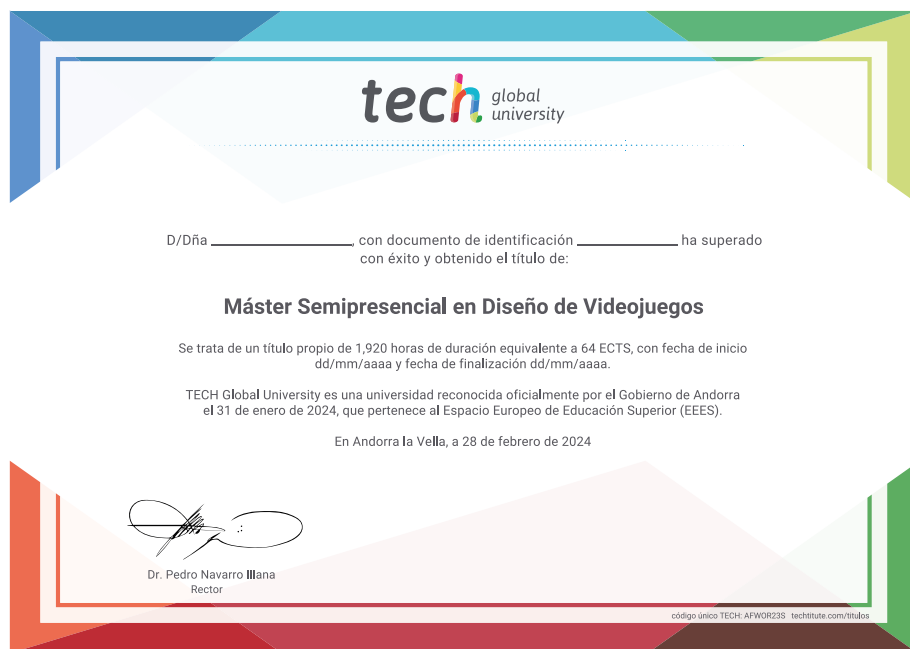 tech global university
D/Dña ____________________, con documento de identificación ______________ ha superado
con éxito y obtenido el título de:
Máster Semipresencial en Diseño de Videojuegos
Se trata de un título propio de 1,920 horas de duración equivalente a 64 ECTS, con fecha de inicio
dd/mm/aaaa y fecha de finalización dd/mm/aaaa.
TECH Global University es una universidad reconocida oficialmente por el Gobierno de Andorra
el 31 de enero de 2024, que pertenece al Espacio Europeo de Educación Superior (EEES).
En Andorra la Vella, a 28 de febrero de 2024
Dr. Pedro Navarro Illana
Rector
código único TECH: AFWOR23S techtitute.com/titulos